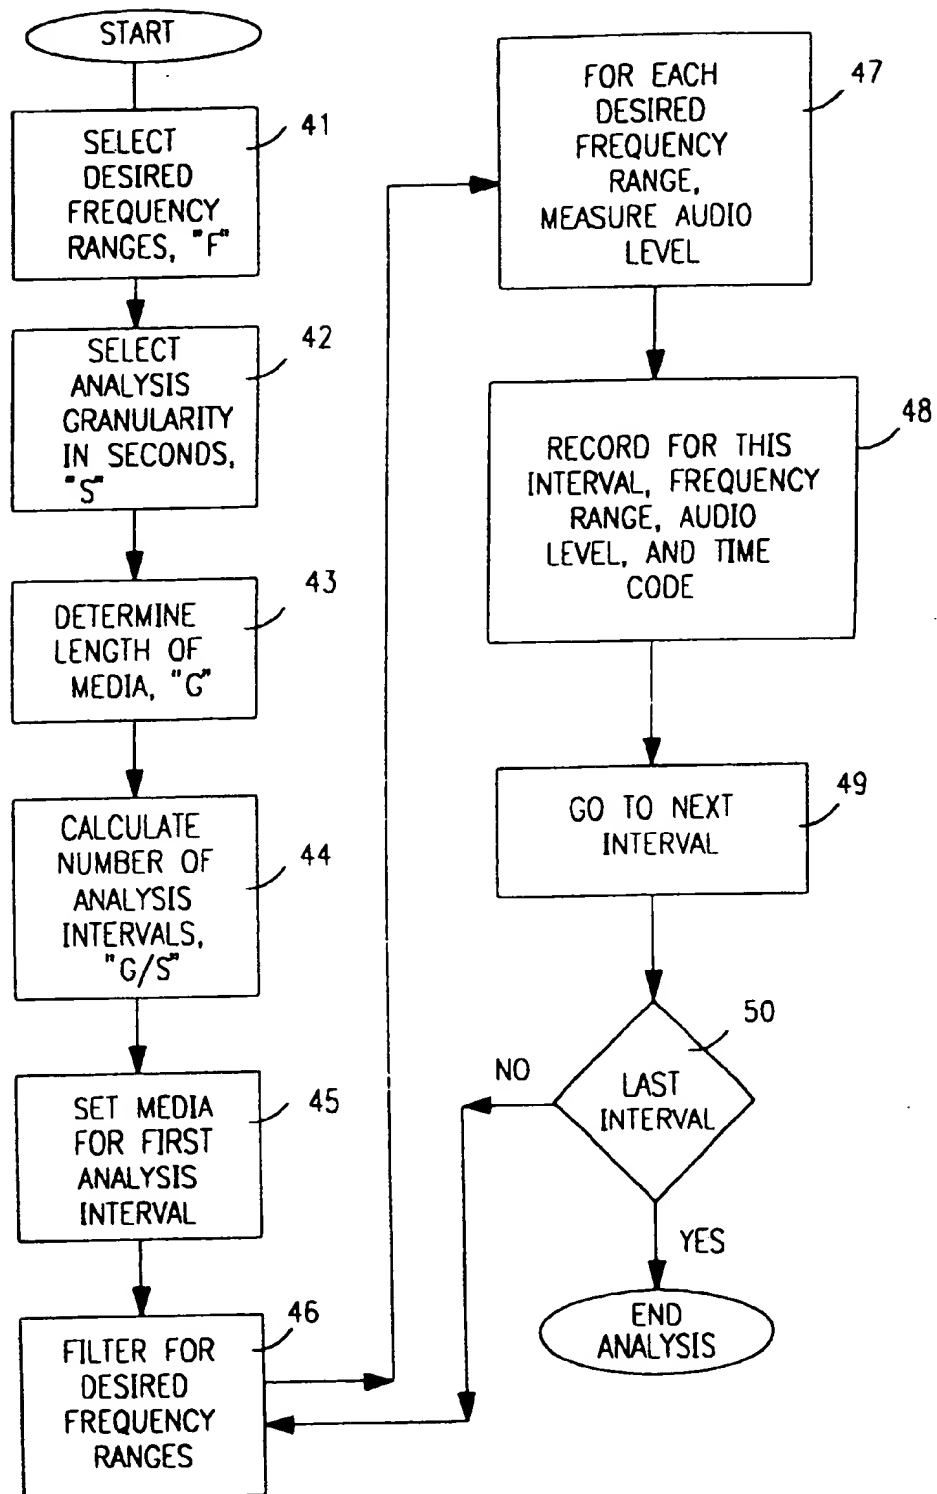 START
41
SELECT
DESIRED
FREQUENCY
RANGES, "F"
42
SELECT
ANALYSIS
GRANULARITY
IN SECONDS,
"S"
43
DETERMINE
LENGTH OF
MEDIA, "G"
44
CALCULATE
NUMBER OF
ANALYSIS
INTERVALS,
"G/S"
45
SET MEDIA
FOR FIRST
ANALYSIS
INTERVAL
46
FILTER FOR
DESIRED
FREQUENCY
RANGES
47
FOR EACH
DESIRED
FREQUENCY
RANGE,
MEASURE AUDIO
LEVEL
48
RECORD FOR THIS
INTERVAL, FREQUENCY
RANGE, AUDIO
LEVEL, AND TIME
CODE
49
GO TO NEXT
INTERVAL
50
LAST
INTERVAL
NO
YES
END
ANALYSIS